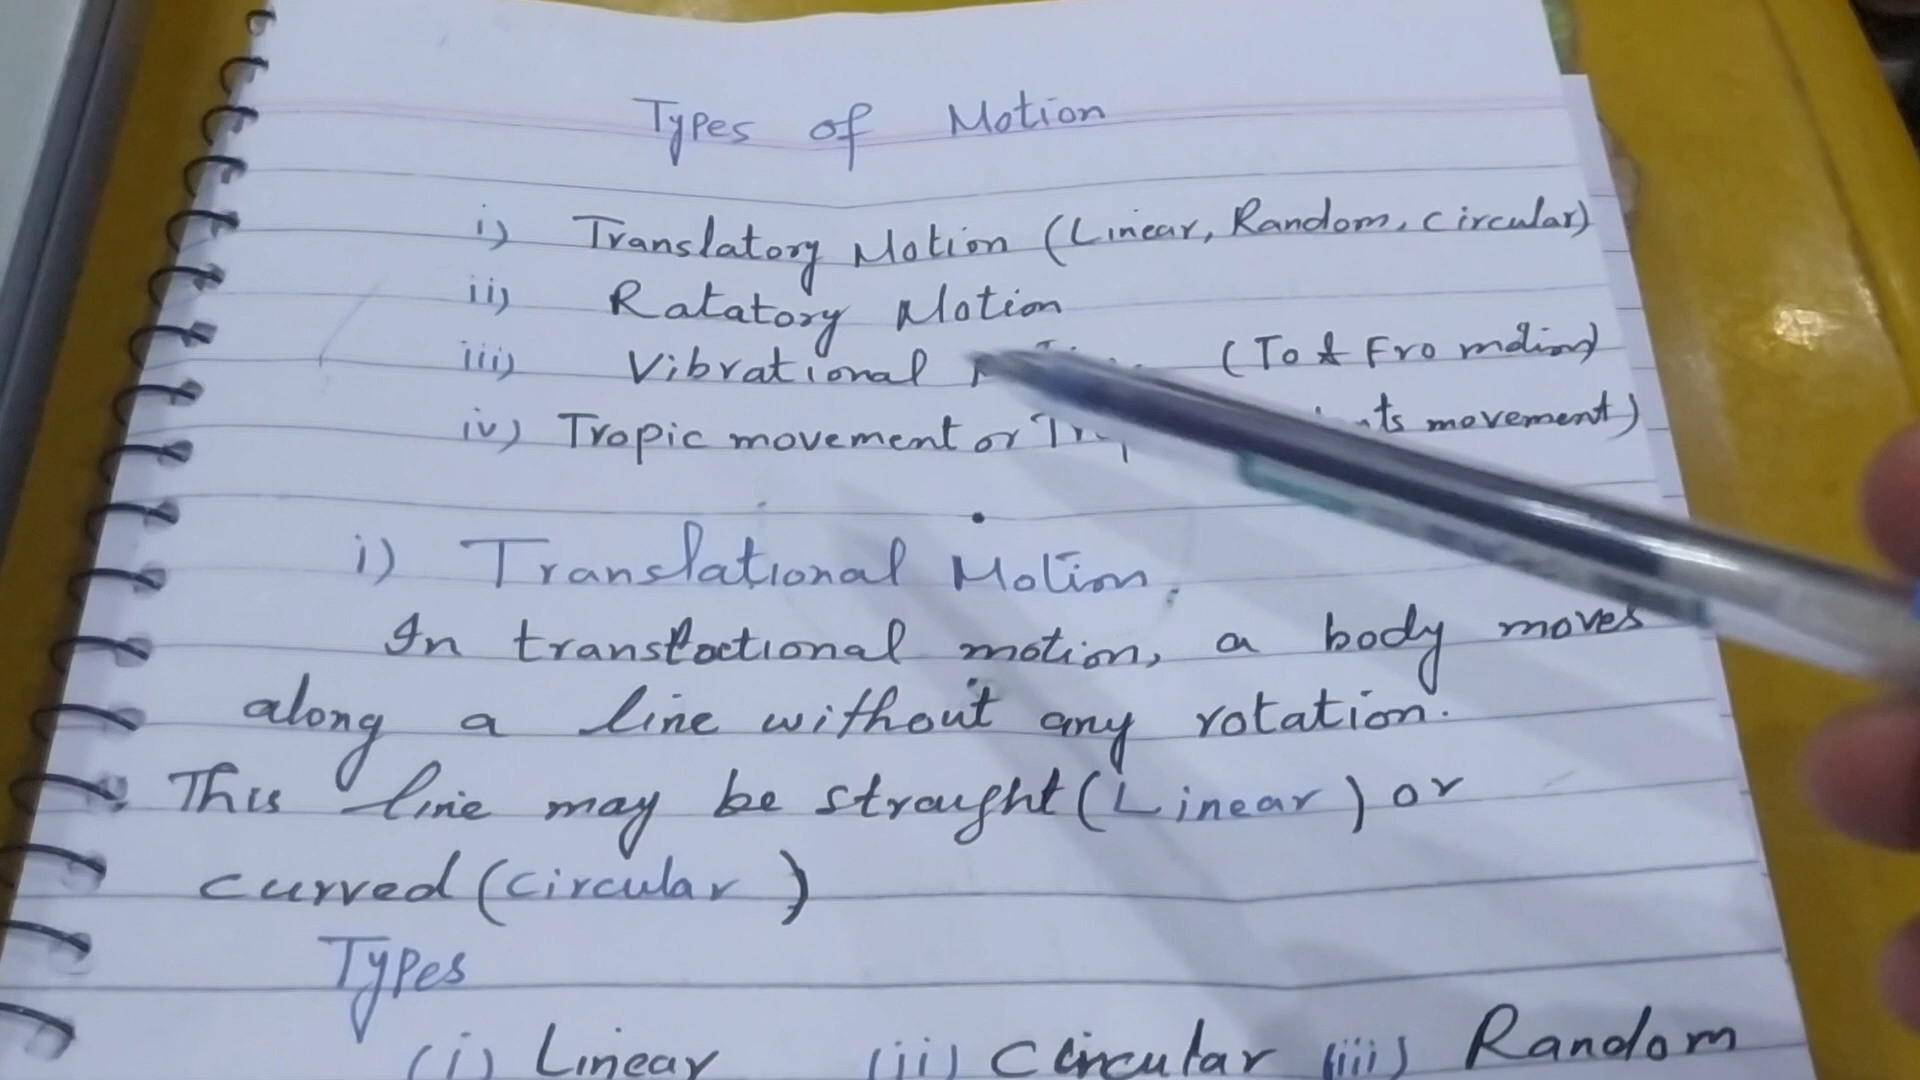 Types of Motion
i) Translatory Motion (Linear, Random, Circular)
ii) Ratatory Motion
iii) Vibrational (To & Fro motion)
iv) Tropic movement or movement)
i) Translational Motion,
In translational motion, a body moves
along a line without any rotation.
This line may be straight (Linear) or
curved (circular)
Types
(i) Linear (ii) Circular (iii) Random